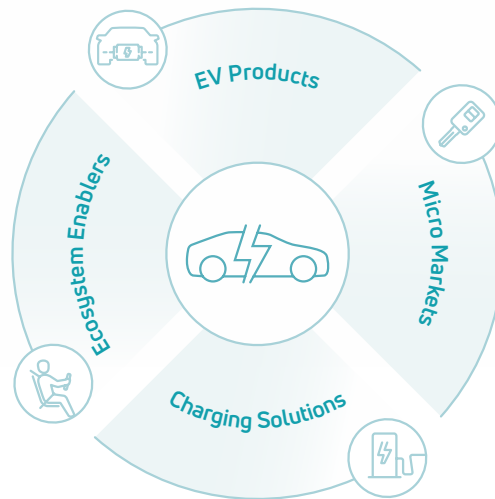 EV Products
Micro Markets
Charging Solutions
Ecosystem Enablers